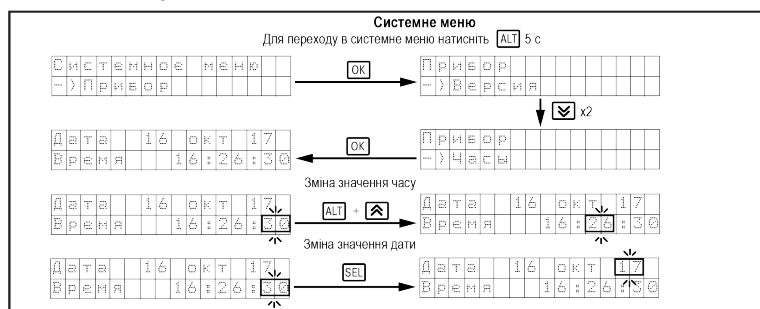 Системне меню
Для переходу в системне меню натисніть ALT 5 с
Системное меню
->Прибор
OK
Прибор
->Версия
x2
Дата 16 окт 17
Время 16:26:30
OK
Прибор
->Часы
Зміна значення часу
Дата 16 окт 17
Время 16:26:30
ALT +
Дата 16 окт 17
Время 16:26:30
Зміна значення дати
Дата 16 окт 17
Время 16:26:30
SEL
Дата 16 окт 17
Время 16:26:30